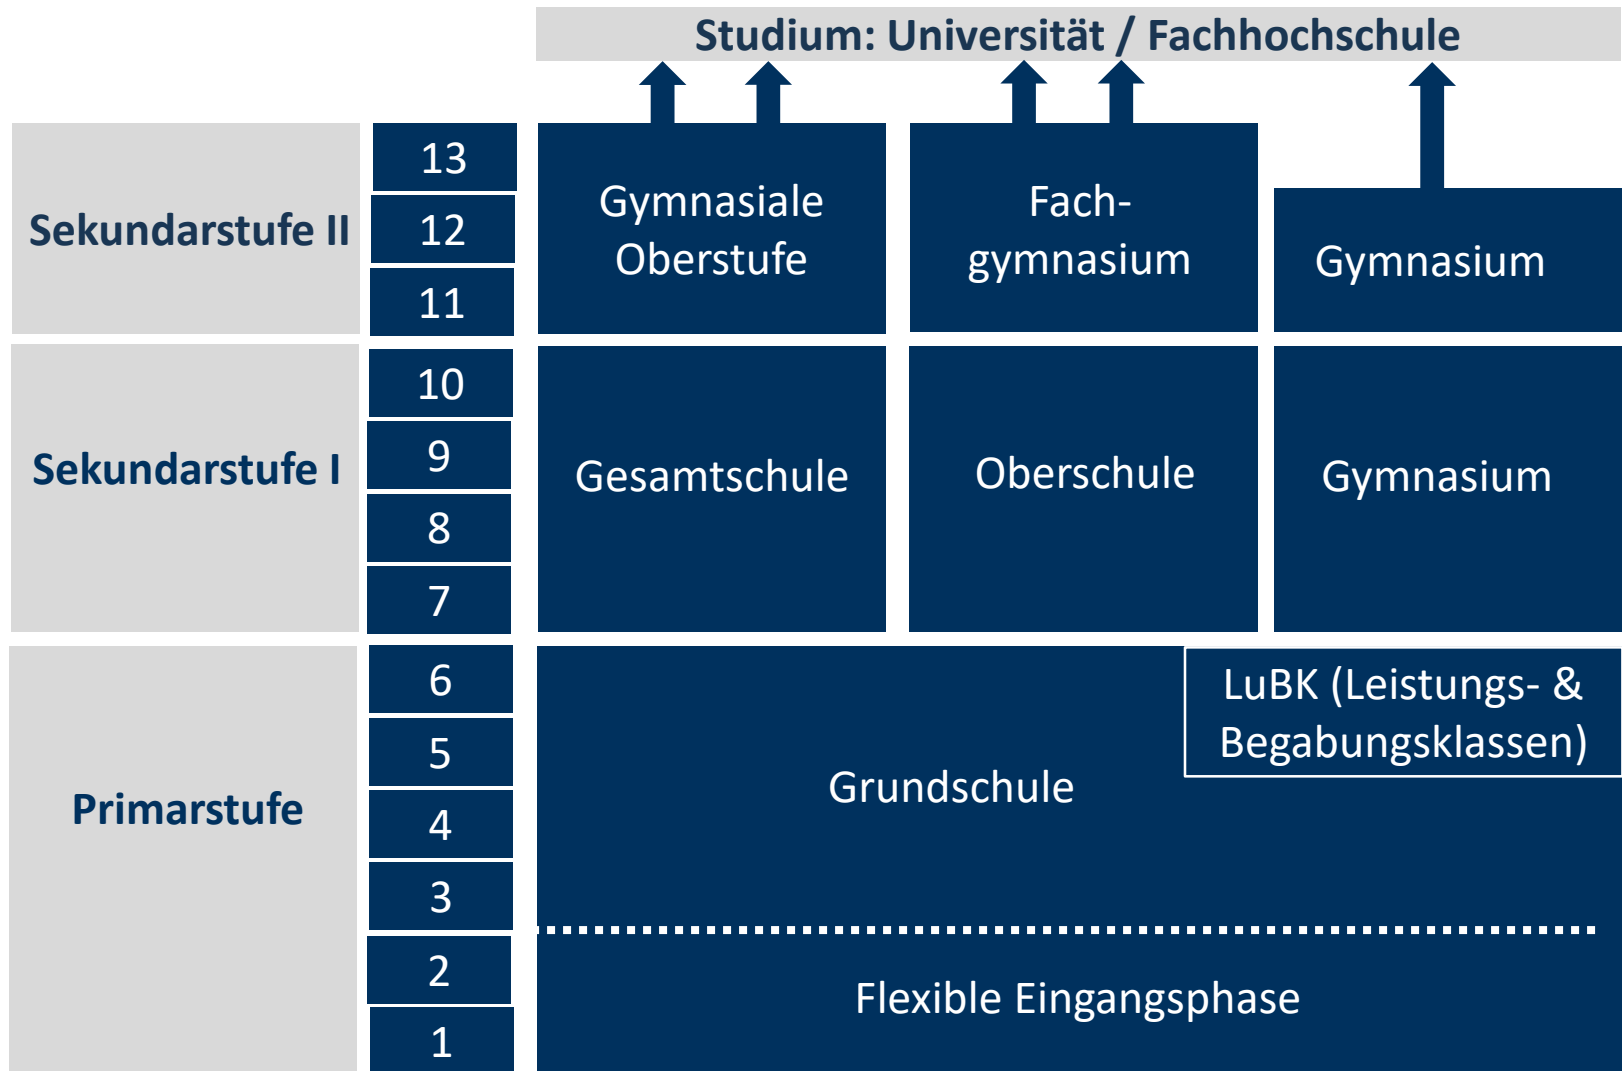 Studium: Universität / Fachhochschule
Sekundarstufe II
13
12
11
Gymnasiale
Oberstufe
Fach-
gymnasium
Gymnasium
Sekundarstufe I
10
9
8
7
Gesamtschule
Oberschule
Gymnasium
Primarstufe
6
5
4
3
2
1
LuBK (Leistungs- &
Begabungsklassen)
Grundschule
Flexible Eingangsphase